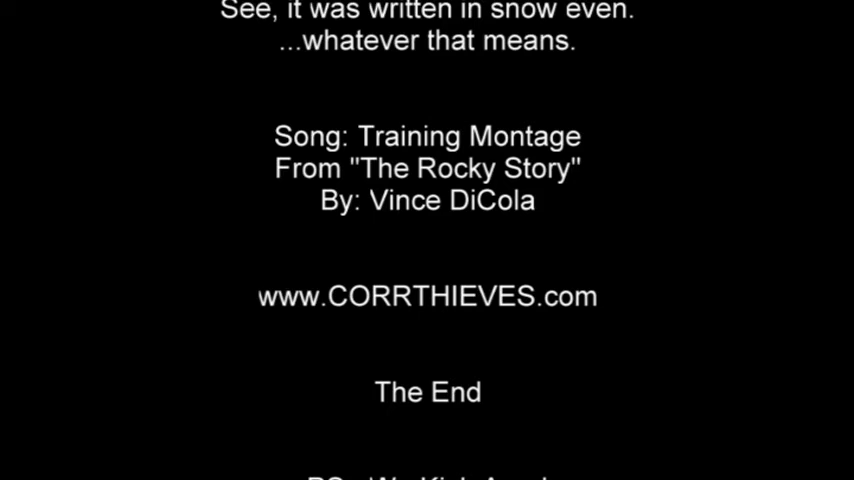 See, it was written in snow even.
...whatever that means.
Song: Training Montage
From "The Rocky Story"
By: Vince DiCola
www.CORRTHIEVES.com
The End